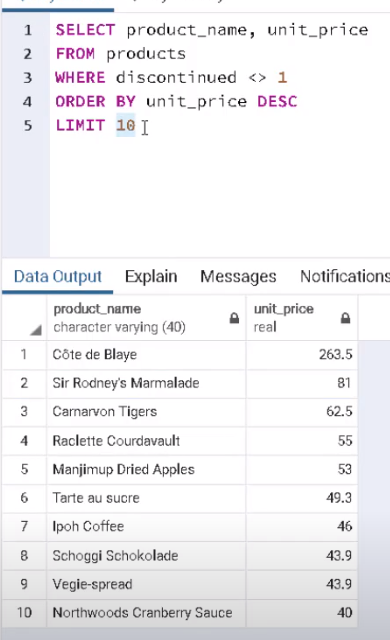 1 SELECT product_name, unit_price
2 FROM products
3 WHERE discontinued <> 1
4 ORDER BY unit_price DESC
5 LIMIT 10
Data Output Explain Messages Notifications
product_name unit_price
character varying (40) real
1 Côte de Blaye 263.5
2 Sir Rodney's Marmalade 81
3 Carnarvon Tigers 62.5
4 Raclette Courdavault 55
5 Manjimup Dried Apples 53
6 Tarte au sucre 49.3
7 Ipoh Coffee 46
8 Schoggi Schokolade 43.9
9 Vegie-spread 43.9
10 Northwoods Cranberry Sauce 40